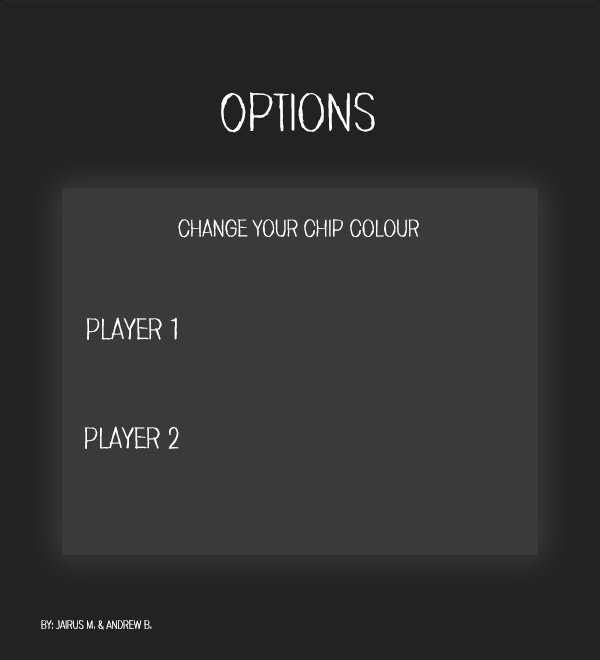 OPTIONS
CHANGE YOUR CHIP COLOUR
PLAYER 1
PLAYER 2
BY: JAIRUS M. & ANDREW B.